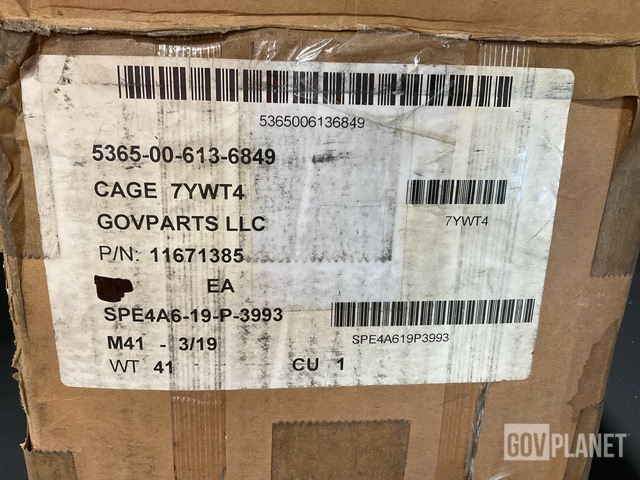 5365006136849
5365-00-613-6849
CAGE 7YWT4
GOVPARTS LLC
7YWT4
P/N: 11671385
EA
SPE4A6-19-P-3993
M41 - 3/19
SPE4A619P3993
WT 41 CU 1
GOVPLANET